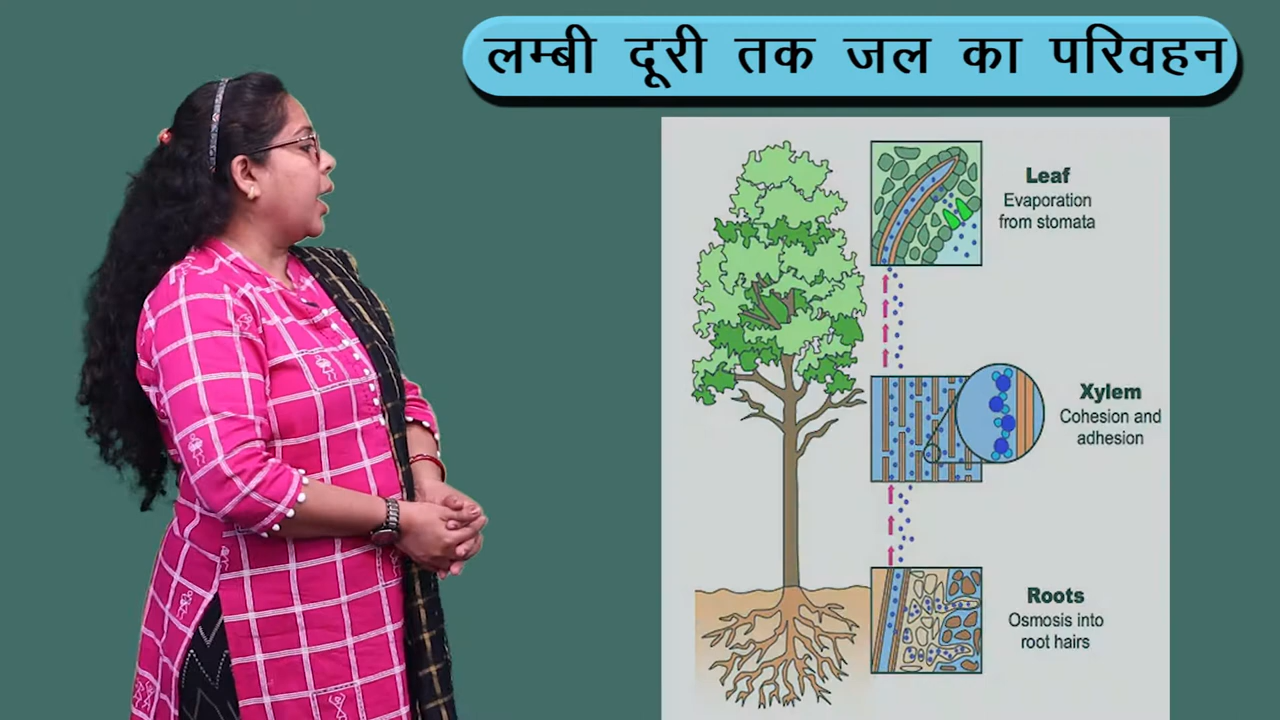 लम्बी दूरी तक जल का परिवहन
Leaf
Evaporation
from stomata
Xylem
Cohesion and
adhesion
Roots
Osmosis into
root hairs